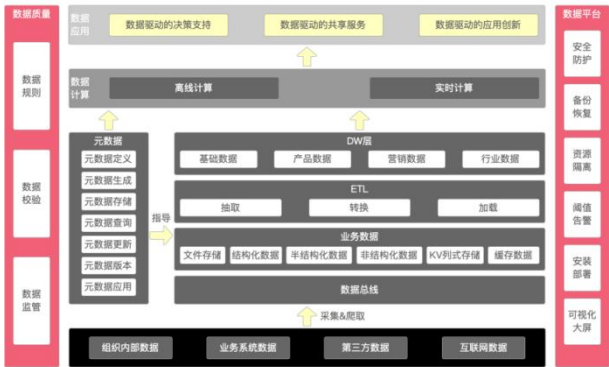 数据质量
数据
规则
数据
校验
数据
监管
数据
应用
数据驱动的决策支持
数据驱动的共享服务
数据驱动的应用创新
数据
计算
离线计算
实时计算
元数据
元数据定义
元数据生成
元数据存储
元数据查询
元数据更新
元数据版本
元数据应用
指导
DW层
基础数据
产品数据
营销数据
行业数据
ETL
抽取
转换
加载
业务数据
文件存储
结构化数据
半结构化数据
非结构化数据
KV列式存储
缓存数据
数据总线
采集&爬取
组织内部数据
业务系统数据
第三方数据
互联网数据
数据平台
安全
防护
备份
恢复
资源
隔离
阈值
告警
安装
部署
可视化
大屏